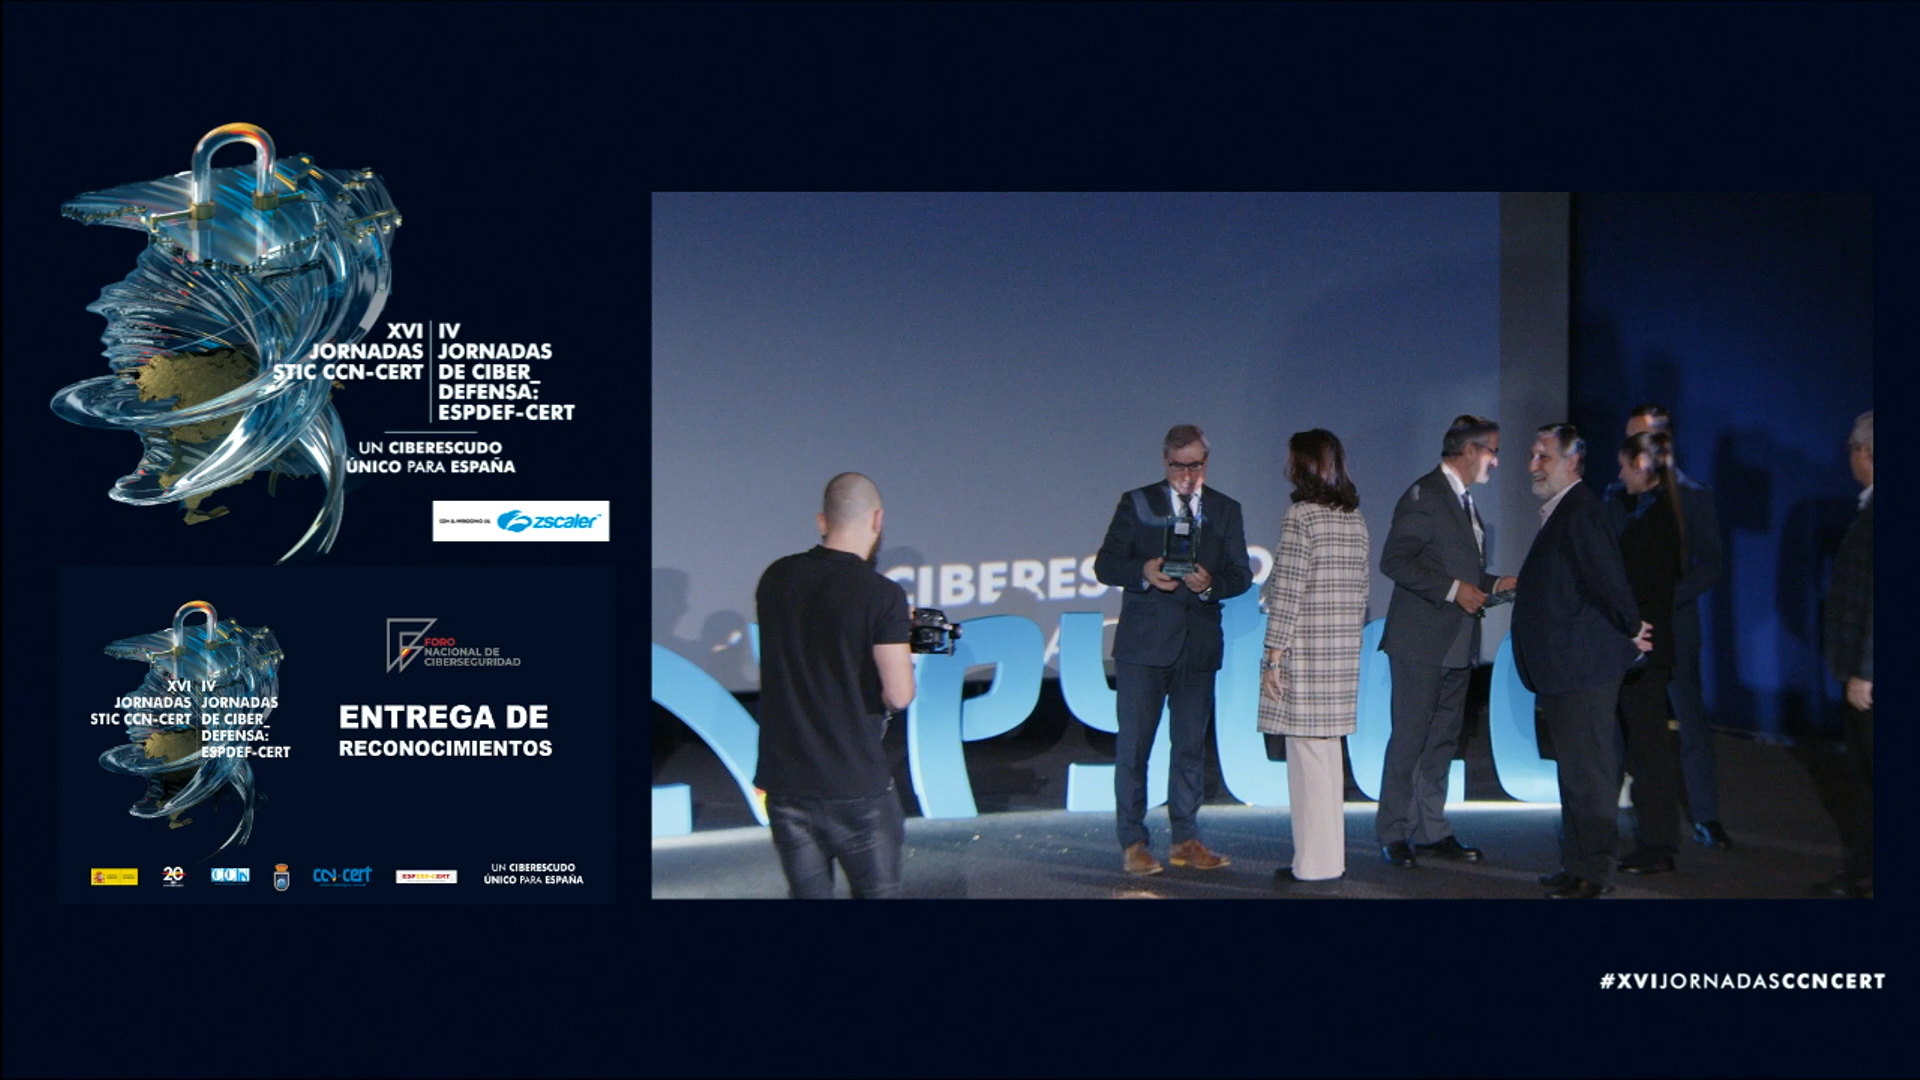 XVI
JORNADAS
STIC CCN-CERT
IV
JORNADAS
DE CIBER_
DEFENSA:
ESPDEF-CERT
UN CIBERESCUDO
ÚNICO PARA ESPAÑA
zscaler
FORO
NACIONAL DE
CIBERSEGURIDAD
XVI
JORNADAS
STIC CCN-CERT
IV
JORNADAS
DE CIBER_
DEFENSA:
ESPDEF-CERT
ENTREGA DE
RECONOCIMIENTOS
20
CCN
ccn-cert
ESPDEF-CERT
UN CIBERESCUDO
ÚNICO PARA ESPAÑA
CIBERES
#XVIJORNADASCCNCERT